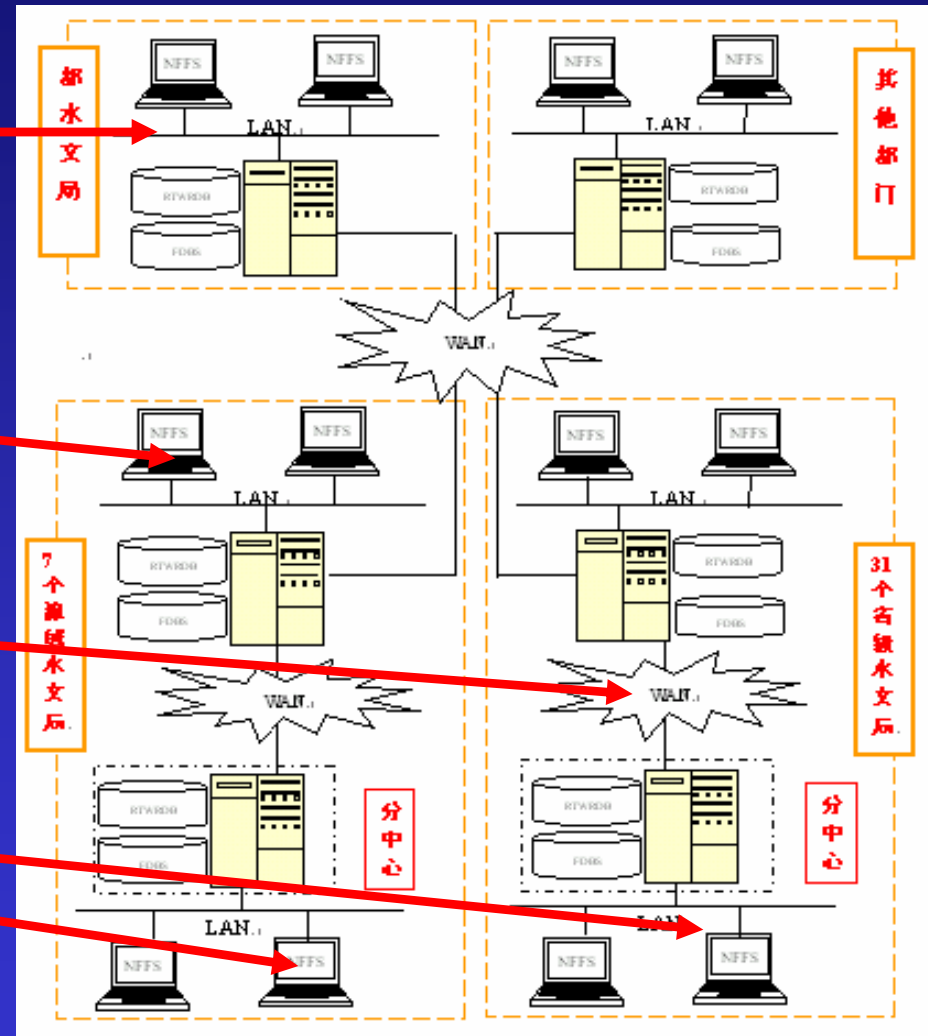 部水文局
NFFS
NFFS
LAN
RTWRDB
FDBS
NFFS
NFFS
LAN
RTWRDB
FDBS
其他部门
WAN
7个流域水文局
NFFS
NFFS
LAN
RTWRDB
FDBS
WAN
RTWRDB
FDBS
分中心
LAN
NFFS
NFFS
NFFS
NFFS
LAN
RTWRDB
FDBS
31个省级水文局
WAN
RTWRDB
FDBS
分中心
LAN
NFFS
NFFS